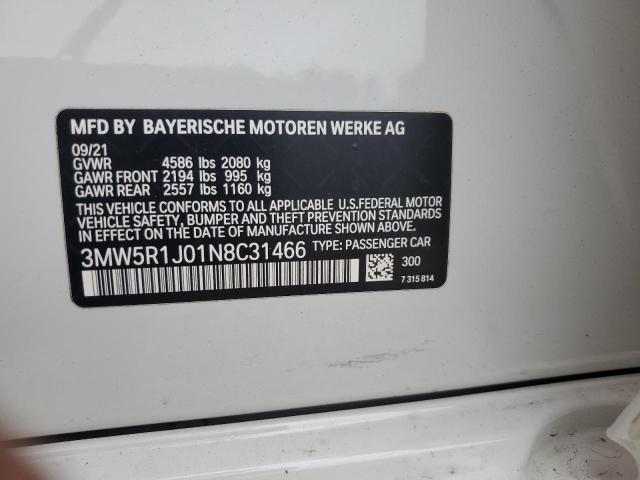 MFD BY BAYERISCHE MOTOREN WERKE AG
09/21
GVWR 4586 lbs 2080 kg
GAWR FRONT 2194 lbs 995 kg
GAWR REAR 2557 lbs 1160 kg
THIS VEHICLE CONFORMS TO ALL APPLICABLE U.S.FEDERAL MOTOR
VEHICLE SAFETY, BUMPER AND THEFT PREVENTION STANDARDS
IN EFFECT ON THE DATE OF MANUFACTURE SHOWN ABOVE.
3MW5R1J01N8C31466 TYPE: PASSENGER CAR
300
7 315 814